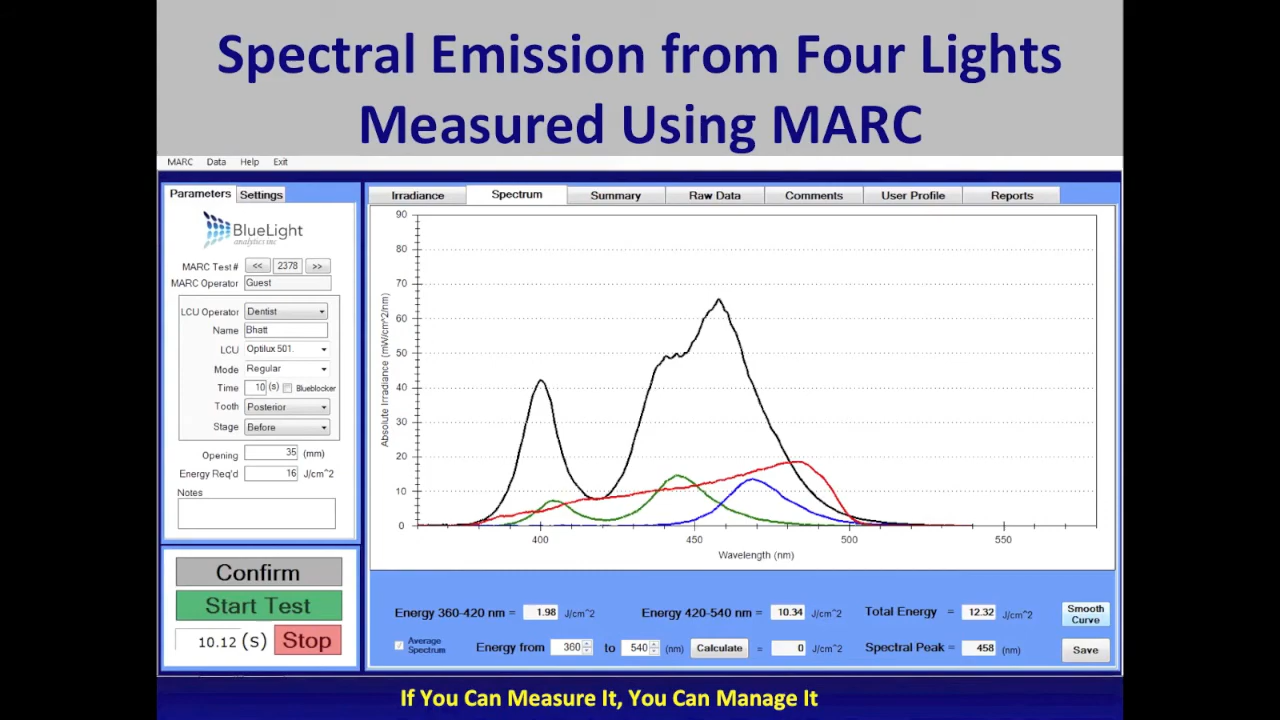 Spectral Emission from Four Lights
Measured Using MARC
MARC Data Help Exit
Parameters Settings
BlueLight
analytics inc
MARC Test# << 2378 >>
MARC Operator Guest
LCU Operator Dentist
Name Bhatt
LCU Optilux 501.
Mode Regular
Time 10 (s) Blueblocker
Tooth Posterior
Stage Before
Opening 35 (mm)
Energy Req'd 16 J/cm^2
Notes
Confirm
Start Test
10.12 (S) Stop
Irradiance Spectrum Summary Raw Data Comments User Profile Reports
Absolute Irradiance (mW/cm^2/nm)
90
80
70
60
50
40
30
20
10
0
400 450 500 550
Wavelength (nm)
Energy 360-420 nm = 1.98 J/cm^2 Energy 420-540 nm = 10.34 J/cm^2 Total Energy = 12.32 J/cm^2
Smooth
Curve
Average
Spectrum
Energy from 360 to 540 (nm) Calculate = 0 J/cm^2 Spectral Peak = 458 (nm) Save
If You Can Measure It, You Can Manage It